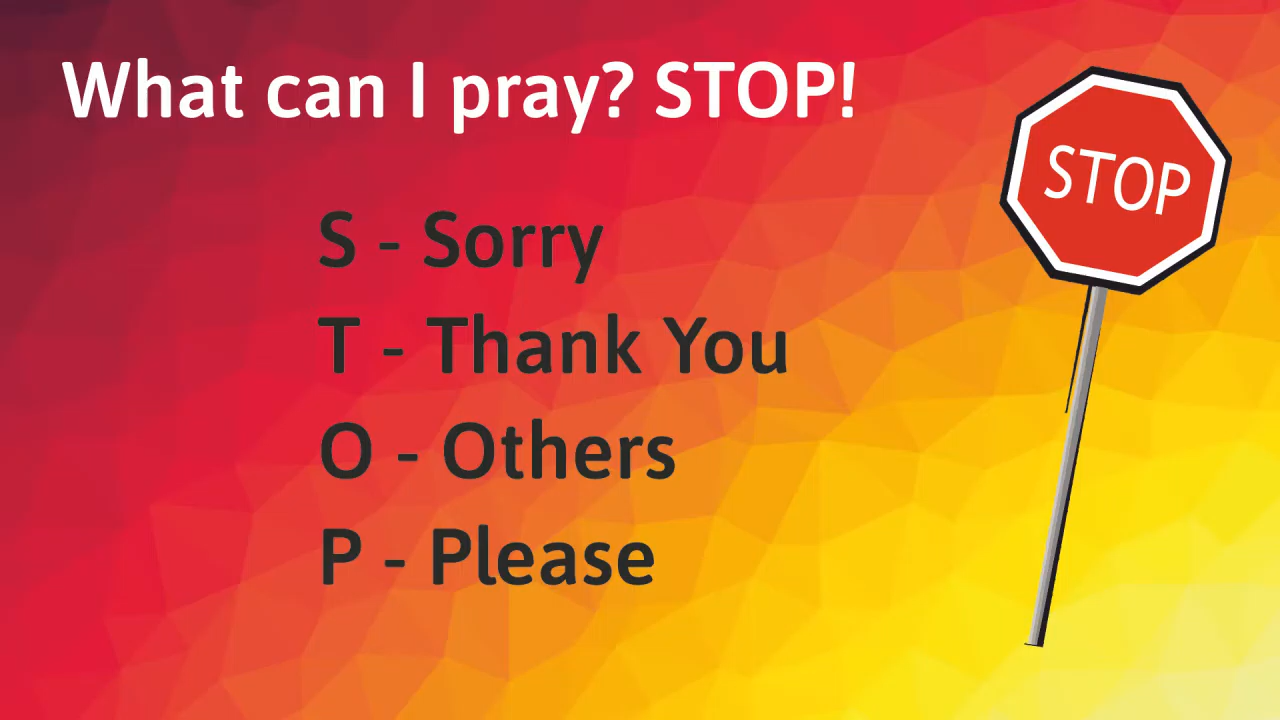 What can I pray? STOP!
STOP
S - Sorry
T - Thank You
O - Others
P - Please